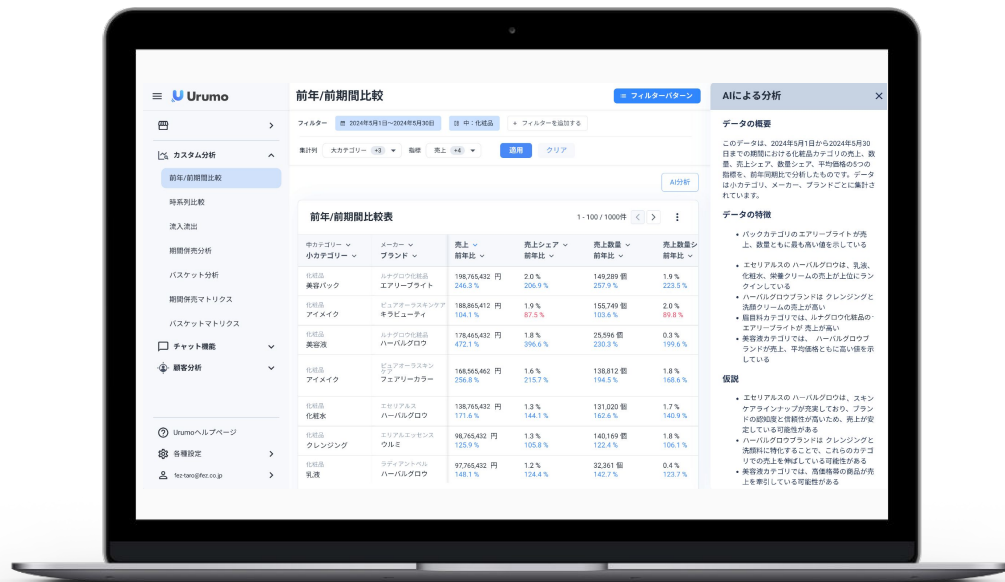 Urumo
カスタム分析
前年/前期間比較
時系列比較
流入流出
期間併売分析
バスケット分析
期間併売マトリクス
バスケットマトリクス
チャット機能
顧客分析
Urumoヘルプページ
各種設定
fez-taro@fez.co.jp
前年/前期間比較
フィルターパターン
フィルター 2024年5月1日〜2024年5月30日 中：化粧品 + フィルターを追加する
集計列 大カテゴリー +3 指標 売上 +4 適用 クリア
AI分析
前年/前期間比較表 1 - 100 / 1000件
中カテゴリー メーカー 売上 売上シェア 売上数量 売上数量シ
小カテゴリー ブランド 前年比 前年比 前年比 前年比
化粧品 ルナグロウ化粧品 198,765,432 円 2.0 % 149,289 個 1.9 %
美容パック エアリーブライト 246.3 % 206.9 % 257.9 % 223.5 %
化粧品 ピュアオーラスキンケア 188,865,412 円 1.9 % 155,749 個 2.0 %
アイメイク キラビューティ 104.1 % 87.5 % 103.6 % 89.8 %
化粧品 ルナグロウ化粧品 178,465,432 円 1.8 % 25,596 個 0.3 %
美容液 ハーバルグロウ 472.1 % 396.6 % 230.3 % 199.6 %
化粧品 ピュアオーラスキン
ケア 168,565,462 円 1.6 % 138,812 個 1.8 %
アイメイク フェアリーカラー 256.8 % 215.7 % 194.5 % 168.6 %
化粧品 エセリアルス 138,765,432 円 1.3 % 131,020 個 1.7 %
化粧水 ハーバルグロウ 171.6 % 144.1 % 162.6 % 140.9 %
化粧品 エリアルエッセンス 98,765,432 円 1.3 % 140,169 個 1.8 %
クレンジング ウルミ 125.9 % 105.8 % 122.4 % 106.1 %
化粧品 ラディアントベル 97,765,432 円 1.2 % 32,361 個 0.4 %
乳液 ハーバルグロウ 148.1 % 124.4 % 142.7 % 123.7 %
AIによる分析
データの概要
このデータは、2024年5月1日から2024年5月30
日までの期間における化粧品カテゴリの売上、数
量、売上シェア、数量シェア、平均価格の5つの
指標を、前年同期比で分析したものです。データ
は小カテゴリ、メーカー、ブランドごとに集計さ
れています。
データの特徴
• パックカテゴリの エアリーブライト が売
上、数量ともに最も高い値を示している
• エセリアルスの ハーバルグロウは、乳液、
化粧水、栄養クリームの売上が上位にラン
クインしている
• ハーバルグロウブランドは クレンジングと
洗顔クリームの売上が高い
• 眉目料カテゴリでは、ルナグロウ化粧品の
エアリーブライトが 売上が高い
• 美容液カテゴリでは、 ハーバルグロウブ
ランドが売上、平均価格ともに高い値を示
している
仮説
• エセリアルスの ハーバルグロウは、スキン
ケアラインナップが充実しており、ブラン
ドの認知度と信頼性が高いため、売上が安
定している可能性がある
• ハーバルグロウブランドは クレンジングと
洗顔料に特化することで、これらのカテゴ
リでの売上を伸ばしている可能性がある
• 美容液カテゴリでは、高価格帯の商品が売
上を牽引している可能性がある